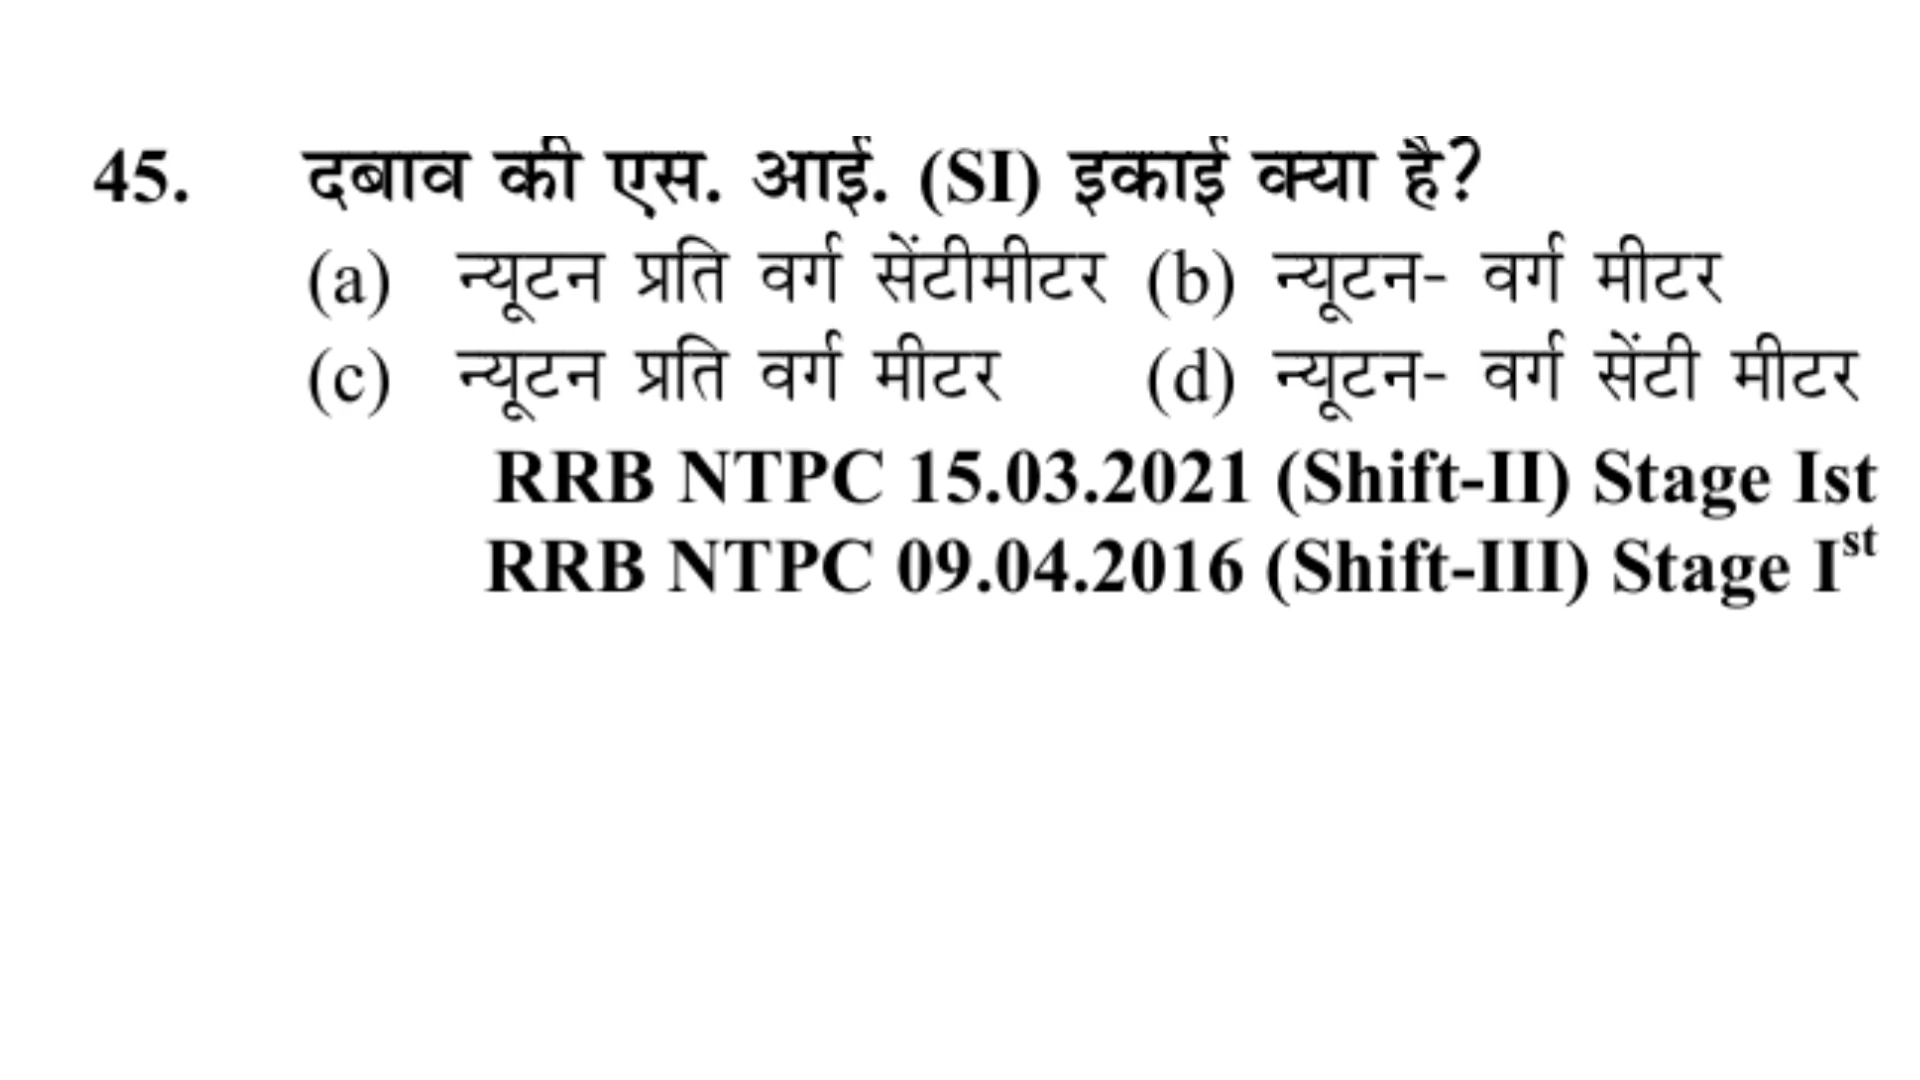 45. दबाव की एस. आई. (SI) इकाई क्या है?
(a) न्यूटन प्रति वर्ग सेंटीमीटर (b) न्यूटन- वर्ग मीटर
(c) न्यूटन प्रति वर्ग मीटर (d) न्यूटन- वर्ग सेंटी मीटर
RRB NTPC 15.03.2021 (Shift-II) Stage Ist
RRB NTPC 09.04.2016 (Shift-III) Stage Ist